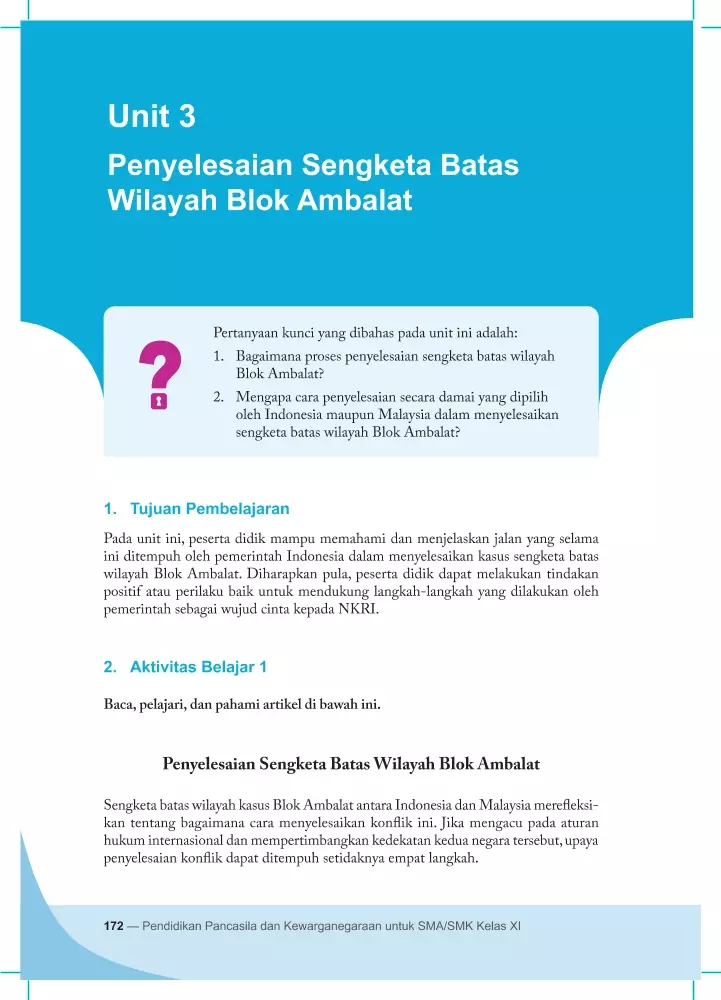 Unit 3
Penyelesaian Sengketa Batas
Wilayah Blok Ambalat
Pertanyaan kunci yang dibahas pada unit ini adalah:
1. Bagaimana proses penyelesaian sengketa batas wilayah
Blok Ambalat?
2. Mengapa cara penyelesaian secara damai yang dipilih
oleh Indonesia maupun Malaysia dalam menyelesaikan
sengketa batas wilayah Blok Ambalat?
1. Tujuan Pembelajaran
Pada unit ini, peserta didik mampu memahami dan menjelaskan jalan yang selama
ini ditempuh oleh pemerintah Indonesia dalam menyelesaikan kasus sengketa batas
wilayah Blok Ambalat. Diharapkan pula, peserta didik dapat melakukan tindakan
positif atau perilaku baik untuk mendukung langkah-langkah yang dilakukan oleh
pemerintah sebagai wujud cinta kepada NKRI.
2. Aktivitas Belajar 1
Baca, pelajari, dan pahami artikel di bawah ini.
Penyelesaian Sengketa Batas Wilayah Blok Ambalat
Sengketa batas wilayah kasus Blok Ambalat antara Indonesia dan Malaysia merefleksi-
kan tentang bagaimana cara menyelesaikan konflik ini. Jika mengacu pada aturan
hukum internasional dan mempertimbangkan kedekatan kedua negara tersebut, upaya
penyelesaian konflik dapat ditempuh setidaknya empat langkah.
172 — Pendidikan Pancasila dan Kewarganegaraan untuk SMA/SMK Kelas XI